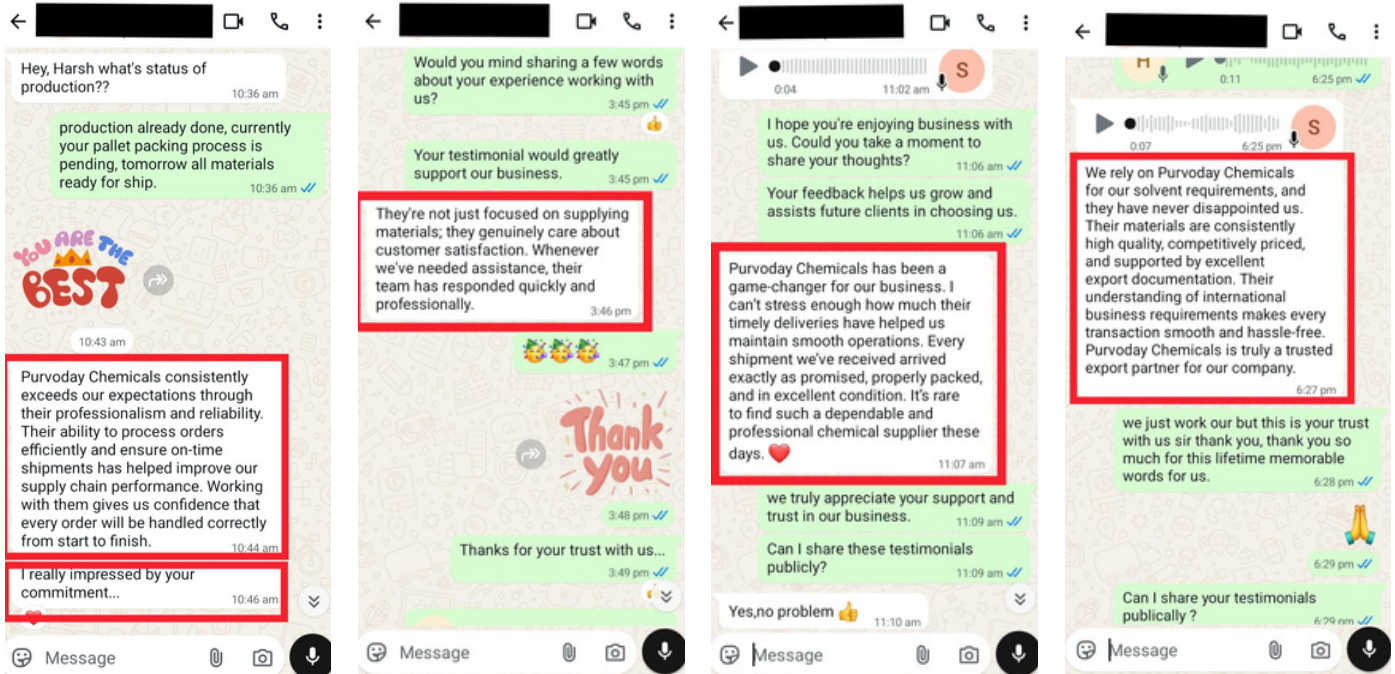 Hey, Harsh what's status of
production??
10:36 am
production already done, currently
your pallet packing process is
pending, tomorrow all materials
ready for ship.
10:36 am
YOU ARE THE
BEST
10:43 am
Purvoday Chemicals consistently
exceeds our expectations through
their professionalism and reliability.
Their ability to process orders
efficiently and ensure on-time
shipments has helped improve our
supply chain performance. Working
with them gives us confidence that
every order will be handled correctly
from start to finish.
10:44 am
I really impressed by your
commitment...
10:46 am
Message
Would you mind sharing a few words
about your experience working with
us?
3:45 pm
Your testimonial would greatly
support our business.
3:45 pm
They're not just focused on supplying
materials; they genuinely care about
customer satisfaction. Whenever
we've needed assistance, their
team has responded quickly and
professionally.
3:46 pm
3:47 pm
Thank
you
3:48 pm
Thanks for your trust with us...
3:49 pm
Message
S
0:04
11:02 am
I hope you're enjoying business with
us. Could you take a moment to
share your thoughts?
11:06 am
Your feedback helps us grow and
assists future clients in choosing us.
11:06 am
Purvoday Chemicals has been a
game-changer for our business. I
can't stress enough how much their
timely deliveries have helped us
maintain smooth operations. Every
shipment we've received arrived
exactly as promised, properly packed,
and in excellent condition. It's rare
to find such a dependable and
professional chemical supplier these
days.
11:07 am
we truly appreciate your support and
trust in our business.
11:09 am
Can I share these testimonials
publicly?
11:09 am
Yes,no problem
11:10 am
Message
H
0:11
6:25 pm
S
0:07
6:25 pm
We rely on Purvoday Chemicals
for our solvent requirements, and
they have never disappointed us.
Their materials are consistently
high quality, competitively priced,
and supported by excellent
export documentation. Their
understanding of international
business requirements makes every
transaction smooth and hassle-free.
Purvoday Chemicals is truly a trusted
export partner for our company.
6:27 pm
we just work our but this is your trust
with us sir thank you, thank you so
much for this lifetime memorable
words for us.
6:28 pm
6:29 pm
Can I share your testimonials
publically ?
6:29 pm
Message